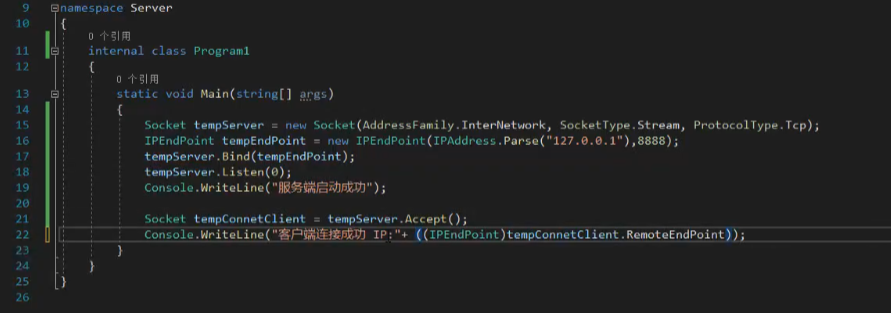 9 namespace Server
10 {
0 个引用
11 internal class Program1
12 {
0 个引用
13 static void Main(string[] args)
14 {
15 Socket tempServer = new Socket(AddressFamily.InterNetwork, SocketType.Stream, ProtocolType.Tcp);
16 IPEndPoint tempEndPoint = new IPEndPoint(IPAddress.Parse("127.0.0.1"),8888);
17 tempServer.Bind(tempEndPoint);
18 tempServer.Listen(0);
19 Console.WriteLine("服务端启动成功");
20
21 Socket tempConnetClient = tempServer.Accept();
22 Console.WriteLine("客户端连接成功 IP:"+ ((IPEndPoint)tempConnetClient.RemoteEndPoint));
23 }
24 }
25 }
26